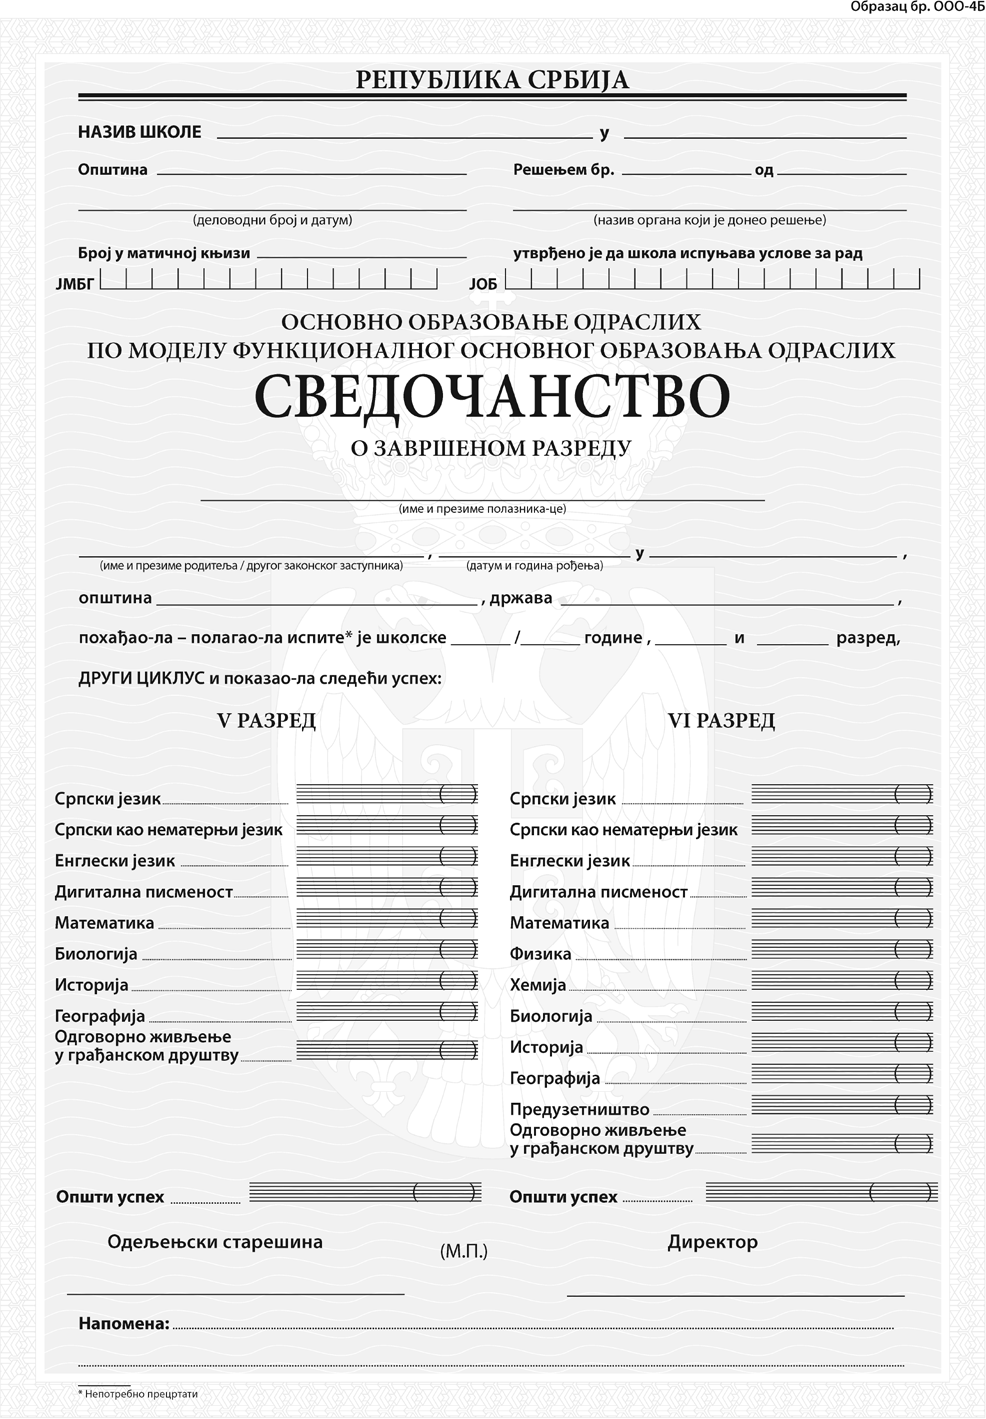 Образац бр. ООО-4Б
РЕПУБЛИКА СРБИЈА
НАЗИВ ШКОЛЕ у
Општина Решењем бр. од
(деловодни број и датум) (назив органа који је донео решење)
Број у матичној књизи утврђено је да школа испуњава услове за рад
ЈМБГ ЈОБ
ОСНОВНО ОБРАЗОВАЊЕ ОДРАСЛИХ
ПО МОДЕЛУ ФУНКЦИОНАЛНОГ ОСНОВНОГ ОБРАЗОВАЊА ОДРАСЛИХ
СВЕДОЧАНСТВО
О ЗАВРШЕНОМ РАЗРЕДУ
(име и презиме полазника-це)
, у ,
(име и презиме родитеља / другог законског заступника) (датум и година рођења)
општина , држава ,
похађао-ла – полагао-ла испите* је школске / године , и разред,
ДРУГИ ЦИКЛУС и показао-ла следећи успех:
V РАЗРЕД
Српски језик ( )
Српски као нематерњи језик ( )
Енглески језик ( )
Дигитална писменост ( )
Математика ( )
Биологија ( )
Историја ( )
Географија ( )
Одговорно живљење
у грађанском друштву ( )
Општи успех ( )
VI РАЗРЕД
Српски језик ( )
Српски као нематерњи језик ( )
Енглески језик ( )
Дигитална писменост ( )
Математика ( )
Физика ( )
Хемија ( )
Биологија ( )
Историја ( )
Географија ( )
Предузетништво ( )
Одговорно живљење
у грађанском друштву ( )
Општи успех ( )
Одељењски старешина (М.П.) Директор
Напомена:
* Непотребно прецртати